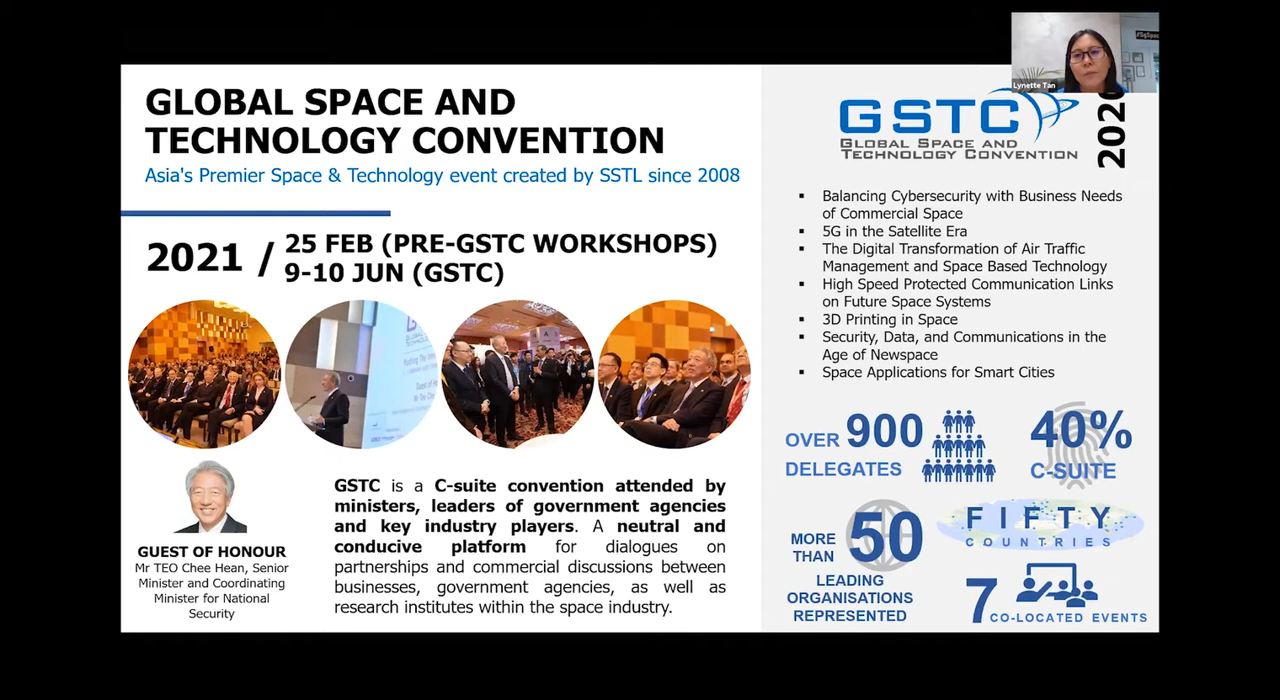 #SgSpac
Lynette Tan
GLOBAL SPACE AND
TECHNOLOGY CONVENTION
Asia's Premier Space & Technology event created by SSTL since 2008
2021 / 25 FEB (PRE-GSTC WORKSHOPS)
9-10 JUN (GSTC)
GUEST OF HONOUR
Mr TEO Chee Hean, Senior
Minister and Coordinating
Minister for National
Security
GSTC is a C-suite convention attended by
ministers, leaders of government agencies
and key industry players. A neutral and
conducive platform for dialogues on
partnerships and commercial discussions between
businesses, government agencies, as well as
research institutes within the space industry.
GSTC
GLOBAL SPACE AND
TECHNOLOGY CONVENTION
2020
▪ Balancing Cybersecurity with Business Needs
of Commercial Space
▪ 5G in the Satellite Era
▪ The Digital Transformation of Air Traffic
Management and Space Based Technology
▪ High Speed Protected Communication Links
on Future Space Systems
▪ 3D Printing in Space
▪ Security, Data, and Communications in the
Age of Newspace
▪ Space Applications for Smart Cities
OVER 900
DELEGATES
40%
C-SUITE
MORE
THAN 50
LEADING
ORGANISATIONS
REPRESENTED
FIFTY
COUNTRIES
7 CO-LOCATED EVENTS